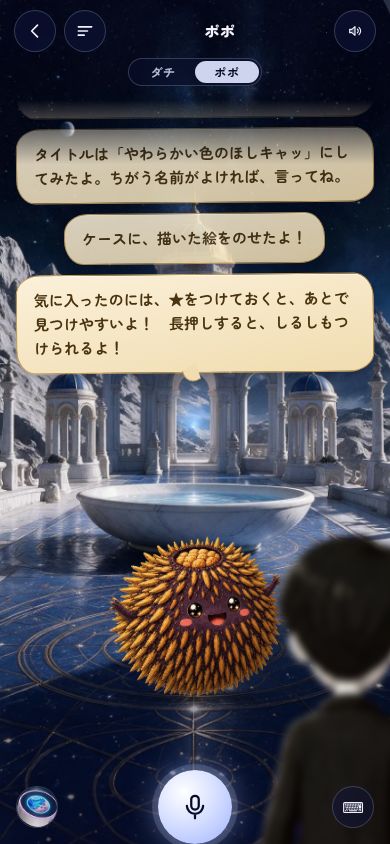 ポポ
ダチ
ポポ
タイトルは「やわらかい色のほしキャッ」にし
てみたよ。ちがう名前がよければ、言ってね。
ケースに、描いた絵をのせたよ！
気に入ったのには、★をつけておくと、あとで
見つけやすいよ！　長押しすると、しるしもつ
けられるよ！